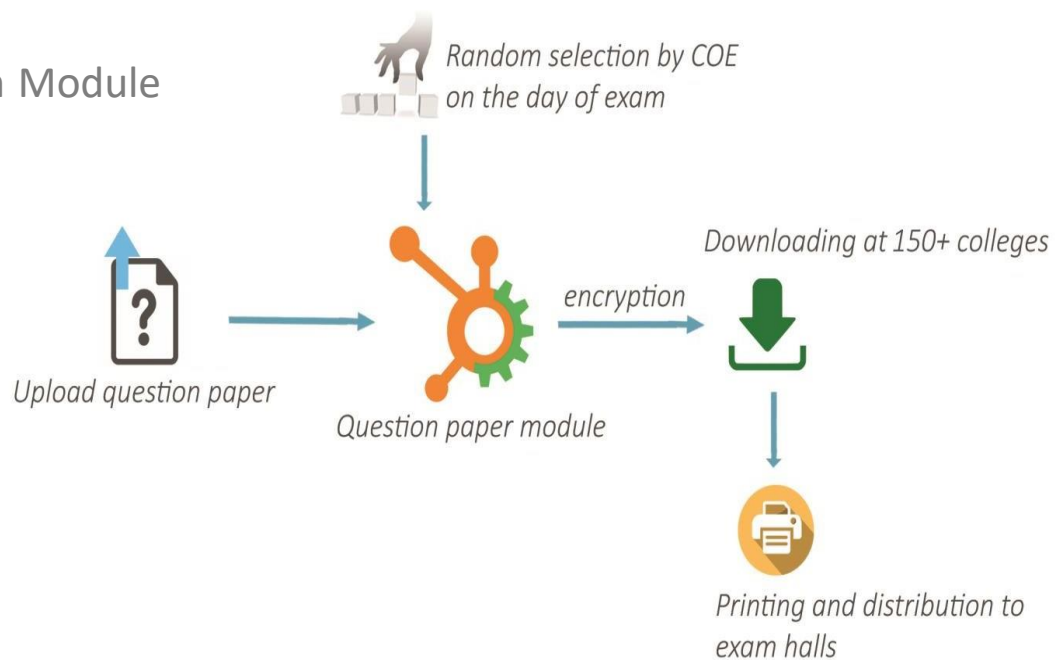 Random selection by COE
on the day of exam
Module
Downloading at 150+ colleges
encryption
Upload question paper
Question paper module
Printing and distribution to
exam halls